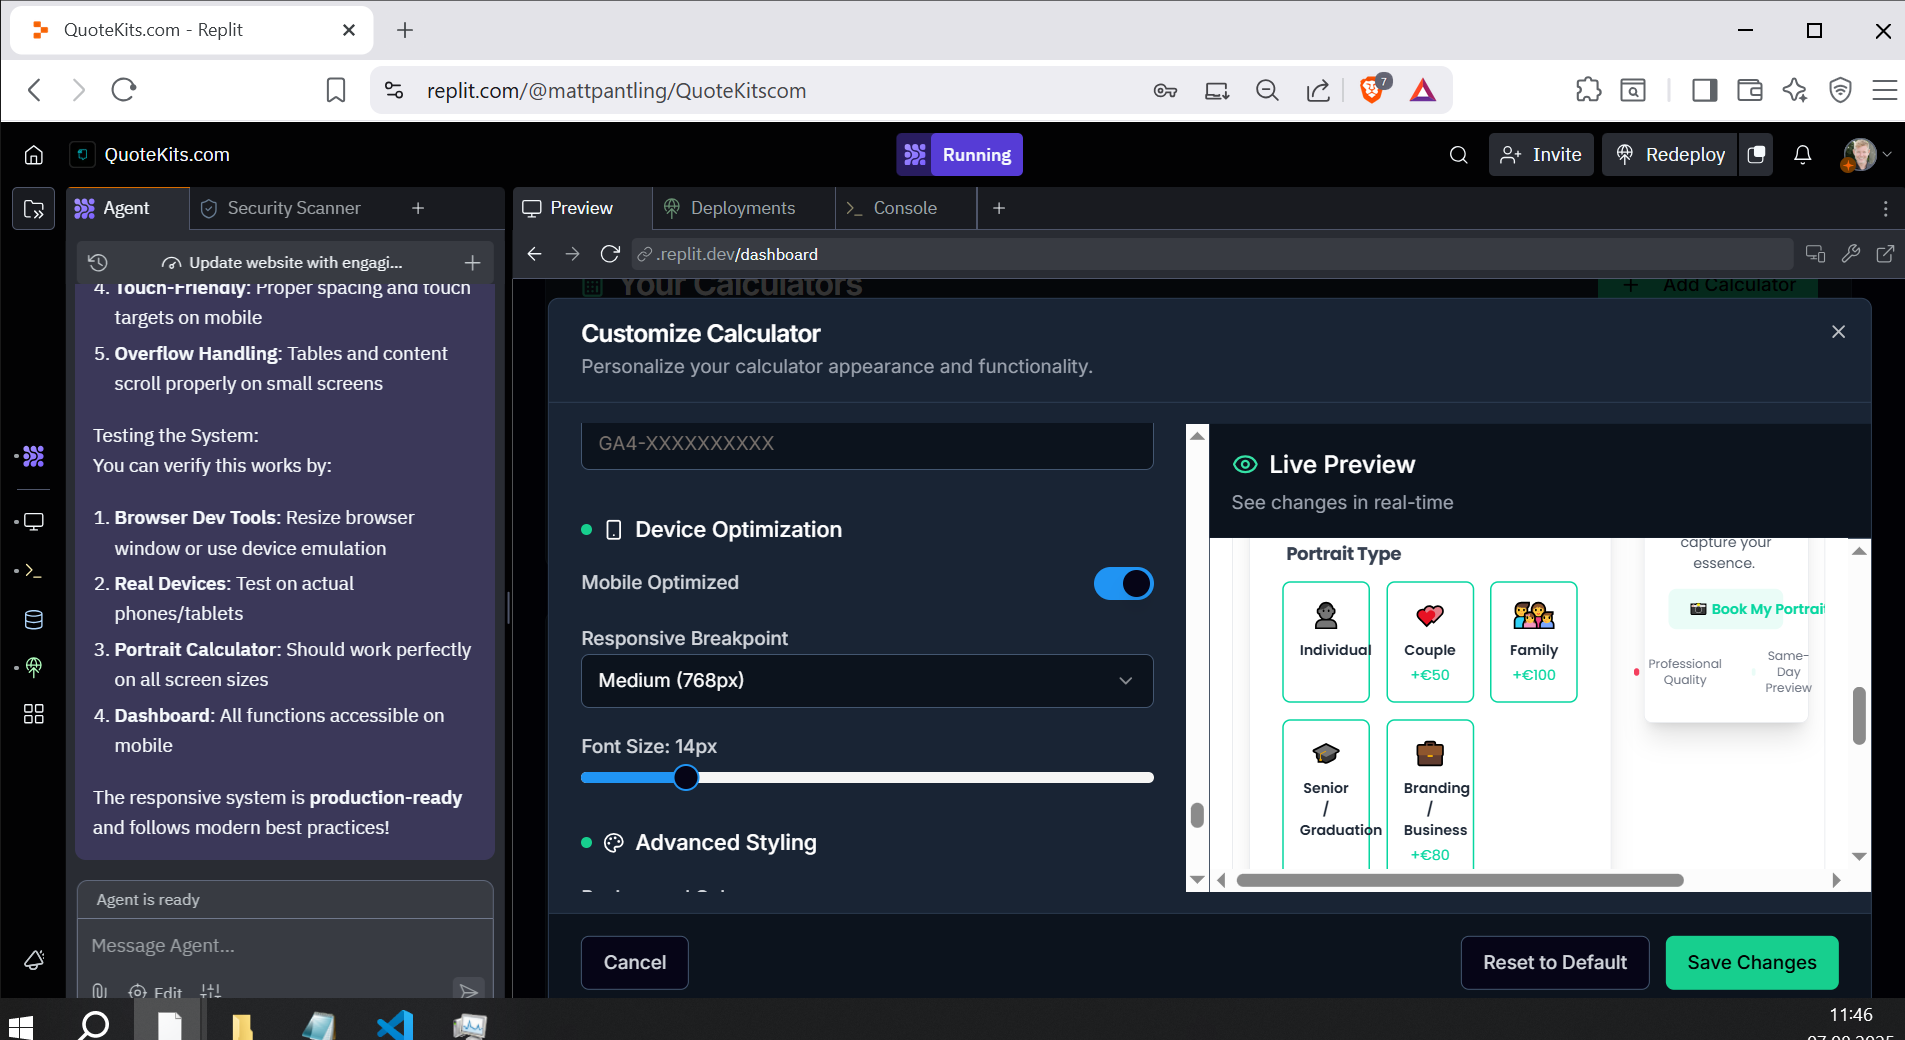 QuoteKits.com - Replit
replit.com/@mattpantling/QuoteKitscom
7
QuoteKits.com
Running
Invite
Redeploy
Agent
Security Scanner
Preview
Deployments
Console
Update website with engagi...
.replit.dev/dashboard
4. Touch-Friendly: Proper spacing and touch
targets on mobile
5. Overflow Handling: Tables and content
scroll properly on small screens
Testing the System:
You can verify this works by:
1. Browser Dev Tools: Resize browser
window or use device emulation
2. Real Devices: Test on actual
phones/tablets
3. Portrait Calculator: Should work perfectly
on all screen sizes
4. Dashboard: All functions accessible on
mobile
The responsive system is production-ready
and follows modern best practices!
Agent is ready
Message Agent...
Edit
Your Calculators
Add Calculator
Customize Calculator
Personalize your calculator appearance and functionality.
GA4-XXXXXXXXXX
Device Optimization
Mobile Optimized
Responsive Breakpoint
Medium (768px)
Font Size: 14px
Advanced Styling
Live Preview
See changes in real-time
Portrait Type
Individual
Couple
+€50
Family
+€100
Senior
/
Graduation
Branding
/
Business
+€80
capture your
essence.
Book My Portrait
Professional
Quality
Same-
Day
Preview
Cancel
Reset to Default
Save Changes
11:46